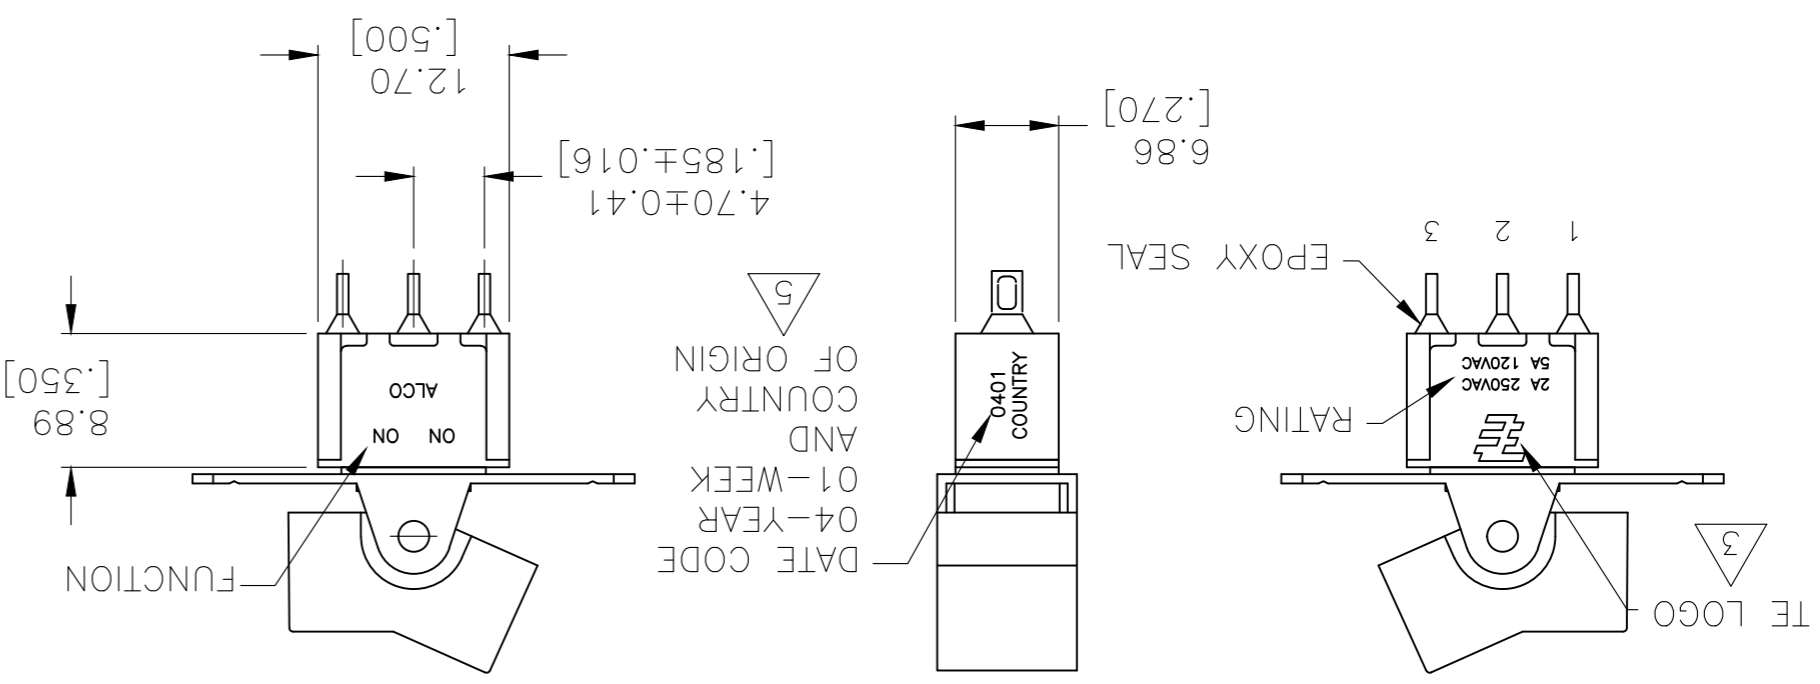 TE LOGO
3
RATING
2A 250VAC
5A 120VAC
EPOXY SEAL
1 2 3
DATE CODE
04-YEAR
01-WEEK
AND
COUNTRY
OF ORIGIN
5
0401
COUNTRY
6.86
[.270]
FUNCTION
ON ON
ALCO
8.89
[.350]
4.70±0.41
[.185±.016]
12.70
[.500]